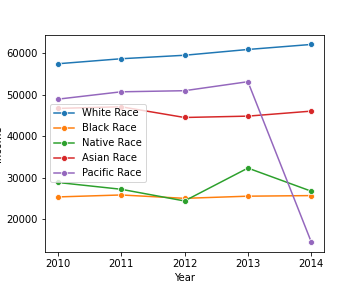 60000
50000
40000
30000
20000
White Race
Black Race
Native Race
Asian Race
Pacific Race
2010 2011 2012 2013 2014
Year